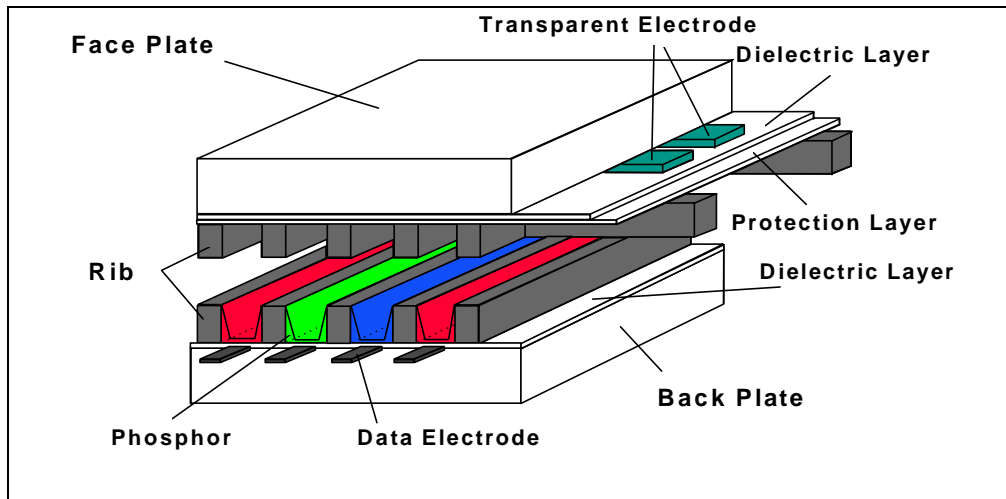 Transparent Electrode
Face Plate
Dielectric Layer
Protection Layer
Rib
Dielectric Layer
Back Plate
Phosphor
Data Electrode